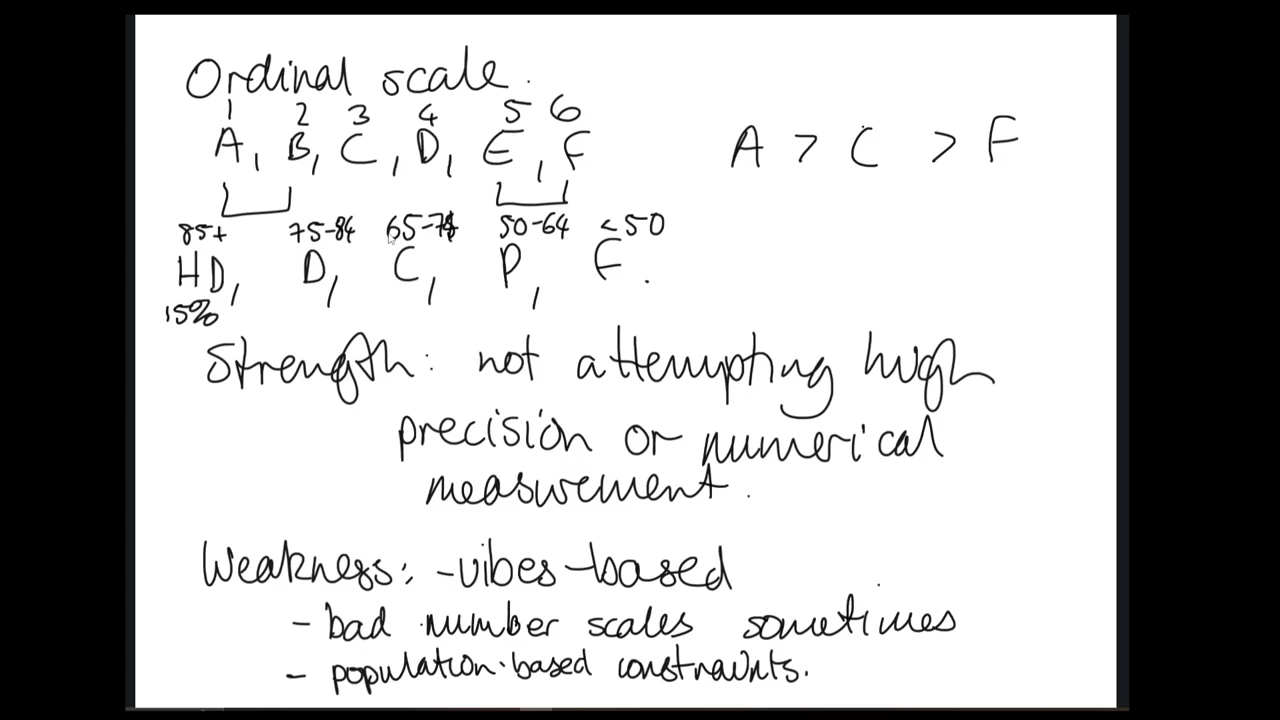 Ordinal scale.
1 2 3 4 5 6
A, B, C, D, E, F
A > C > F
85+ 75-84 65-74 50-64 <50
HD, D, C, P, F.
15%
Strength: not attempting high
precision or numerical
measurement.
Weakness: - vibes-based
- bad number scales sometimes
- population-based constraints.